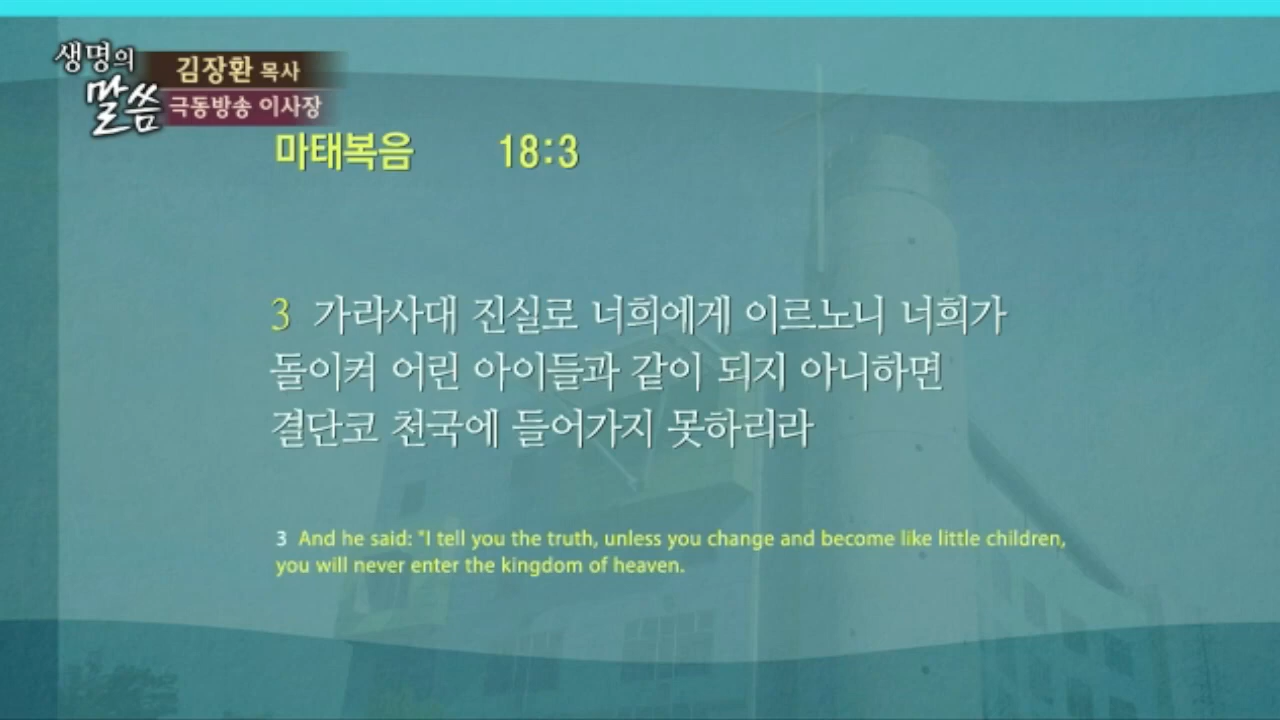 생명의
말씀
김장환 목사
극동방송 이사장
마태복음 18:3
3 가라사대 진실로 너희에게 이르노니 너희가
돌이켜 어린 아이들과 같이 되지 아니하면
결단코 천국에 들어가지 못하리라
3 And he said: "I tell you the truth, unless you change and become like little children,
you will never enter the kingdom of heaven.